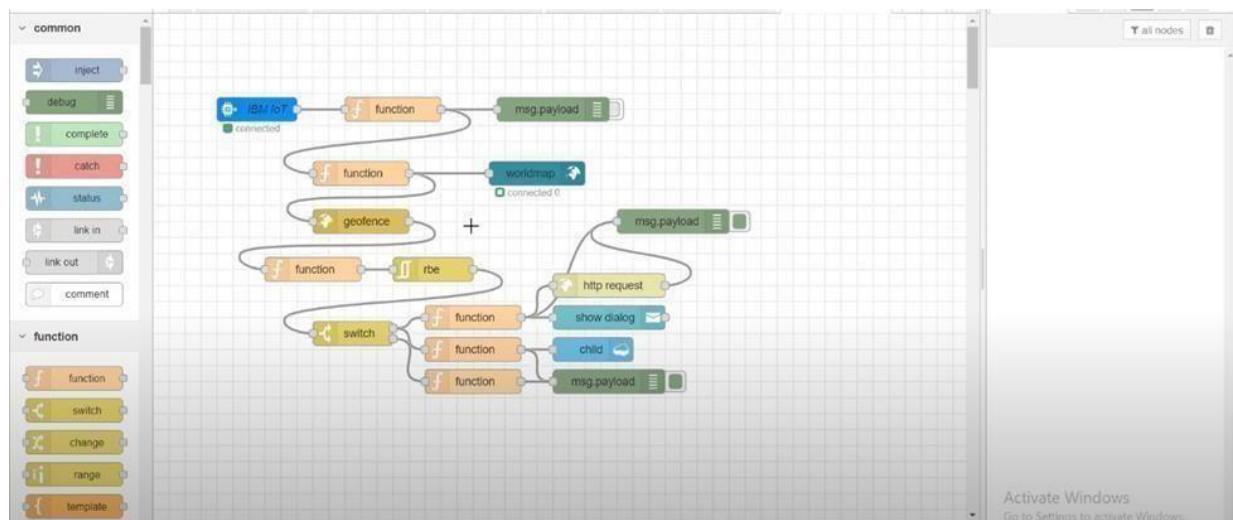 common
all nodes
inject
debug
complete
catch
status
link in
link out
comment
function
function
switch
change
range
template
IBM IoT
connected
function
msg.payload
function
worldmap
connected 0
geofence
msg.payload
function
rbe
http request
switch
function
show dialog
function
child
function
msg.payload
Activate Windows
Go to Settings to activate Windows.